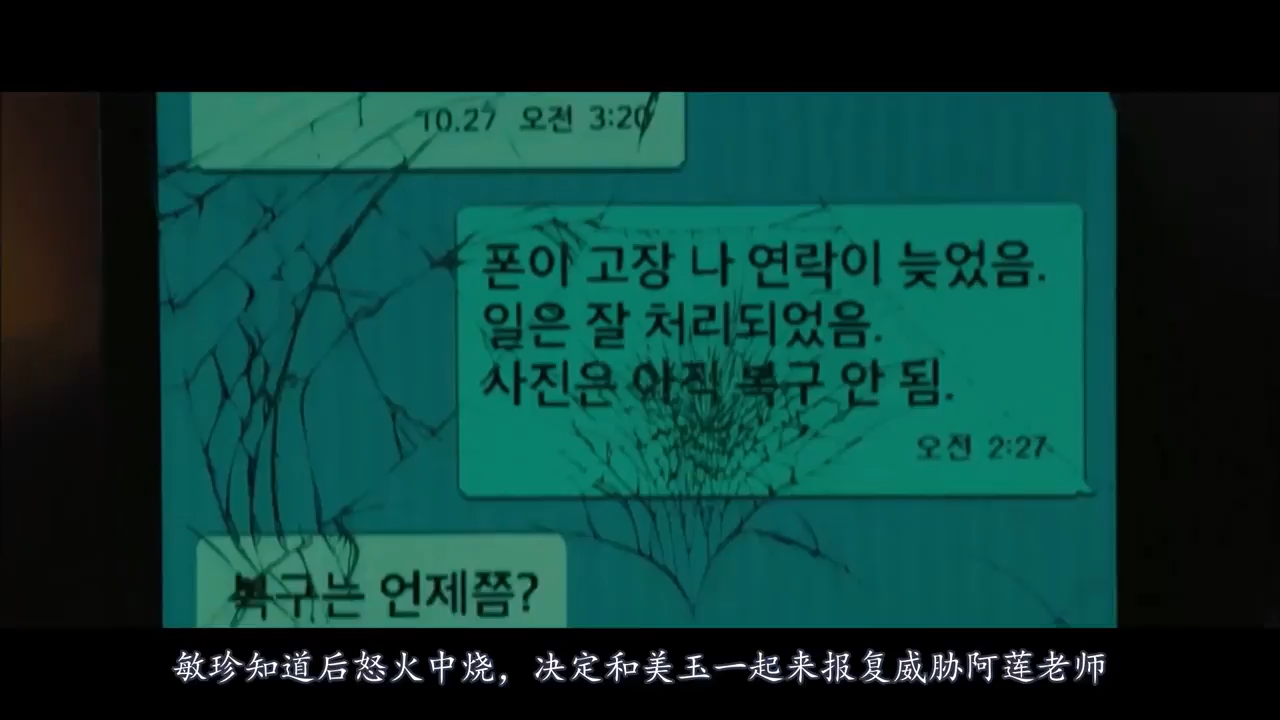 10.27 오전 3:20
폰이 고장 나 연락이 늦었음.
일은 잘 처리되었음.
사진은 아직 복구 안 됨.
오전 2:27
복구는 언제쯤?
敏珍知道后怒火中烧，决定和美玉一起来报复威胁阿莲老师